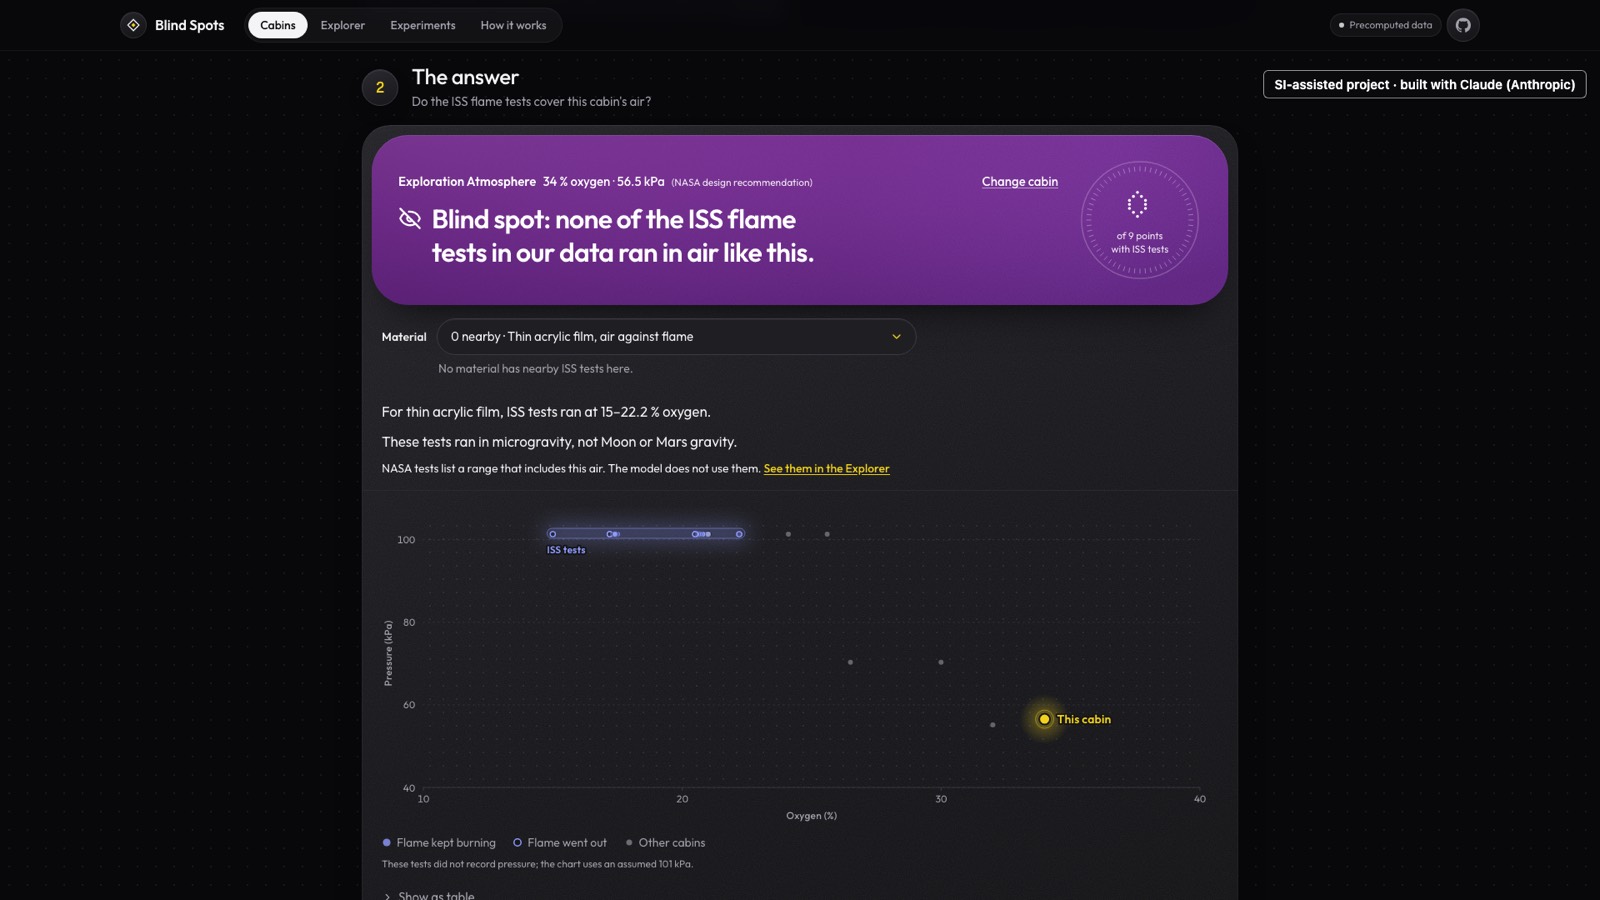 Blind Spots
Cabins
Explorer
Experiments
How it works
Precomputed data
2
The answer
Do the ISS flame tests cover this cabin's air?
SI-assisted project · built with Claude (Anthropic)
Exploration Atmosphere 34 % oxygen · 56.5 kPa (NASA design recommendation)
Change cabin
Blind spot: none of the ISS flame
tests in our data ran in air like this.
0
of 9 points
with ISS tests
Material
0 nearby · Thin acrylic film, air against flame
No material has nearby ISS tests here.
For thin acrylic film, ISS tests ran at 15–22.2 % oxygen.
These tests ran in microgravity, not Moon or Mars gravity.
NASA tests list a range that includes this air. The model does not use them. See them in the Explorer
100
ISS tests
80
Pressure (kPa)
60
This cabin
40
10
20
30
40
Oxygen (%)
Flame kept burning
Flame went out
Other cabins
These tests did not record pressure; the chart uses an assumed 101 kPa.
Show as table